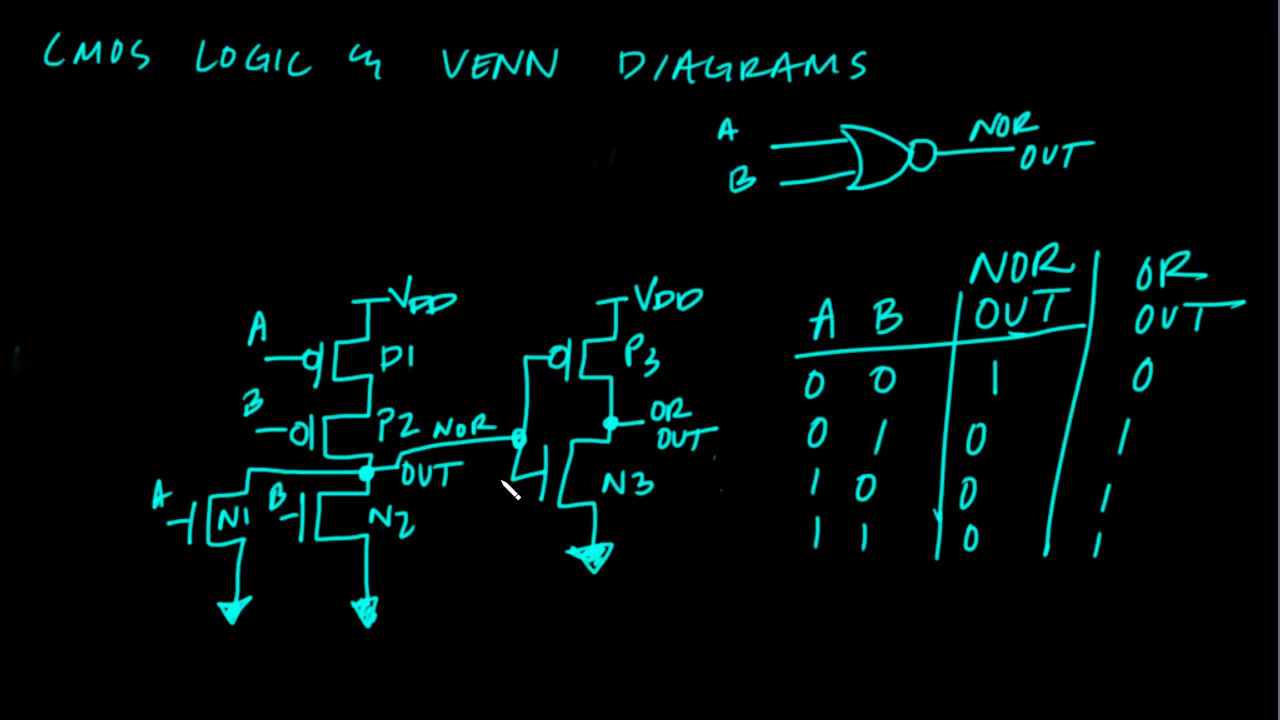 CMOS LOGIC & VENN DIAGRAMS
A
B
NOR
OUT
VDD
A
P1
B
P2
NOR
OUT
A
N1
B
N2
VDD
P3
OR
OUT
N3
A B NOR OUT OR OUT
0 0 1 0
0 1 0 1
1 0 0 1
1 1 0 1